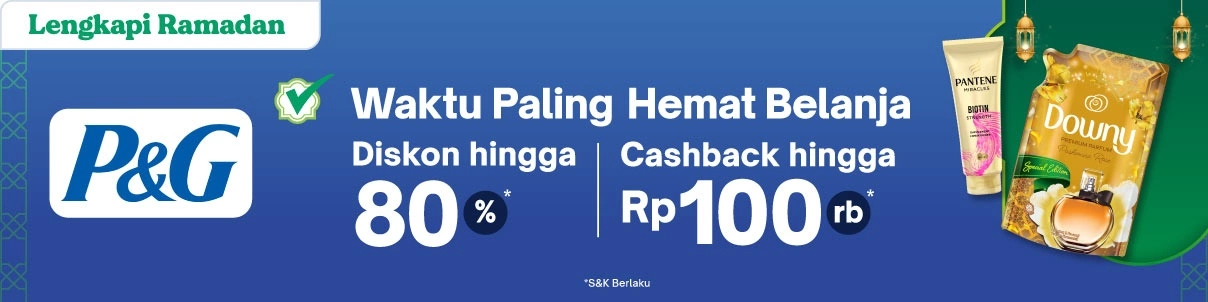 Lengkapi Ramadan
P&G
Waktu Paling Hemat Belanja
Diskon hingga
80%*
Cashback hingga
Rp100rb*
*S&K Berlaku
PANTENE
MIRACLES
BIOTIN
STRENGTH
Downy
PREMIUM PARFUM
Special Edition